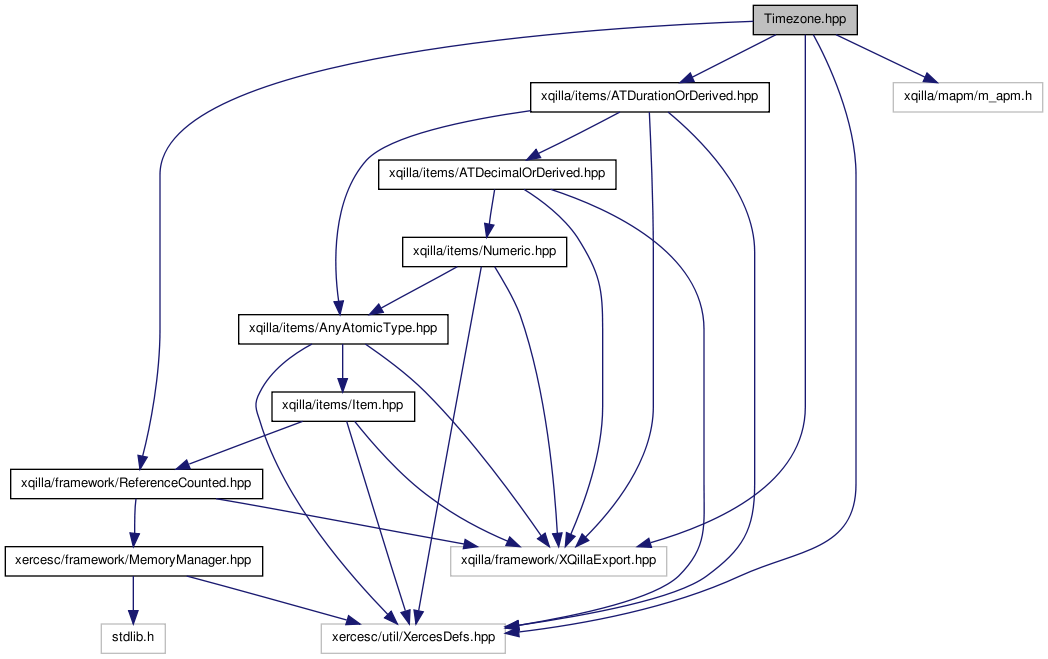 Timezone.hpp
xqilla/items/ATDurationOrDerived.hpp
xqilla/mapm/m_apm.h
xqilla/items/ATDecimalOrDerived.hpp
xqilla/items/Numeric.hpp
xqilla/items/AnyAtomicType.hpp
xqilla/items/Item.hpp
xqilla/framework/ReferenceCounted.hpp
xercesc/framework/MemoryManager.hpp
xqilla/framework/XQillaExport.hpp
stdlib.h
xercesc/util/XercesDefs.hpp